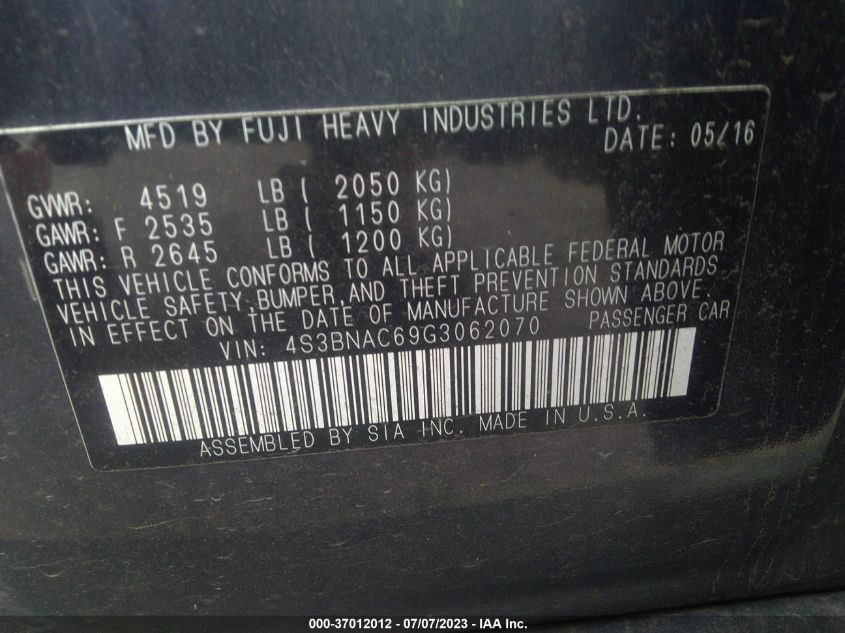 MFD BY FUJI HEAVY INDUSTRIES LTD.
DATE: 05/16
GVWR: 4519 LB ( 2050 KG)
GAWR: F 2535 LB ( 1150 KG)
GAWR: R 2645 LB ( 1200 KG)
THIS VEHICLE CONFORMS TO ALL APPLICABLE FEDERAL MOTOR
VEHICLE SAFETY,BUMPER,AND THEFT PREVENTION STANDARDS
IN EFFECT ON THE DATE OF MANUFACTURE SHOWN ABOVE.
VIN: 4S3BNAC69G3062070 PASSENGER CAR
ASSEMBLED BY SIA INC. MADE IN U.S.A.
000-37012012 - 07/07/2023 - IAA Inc.